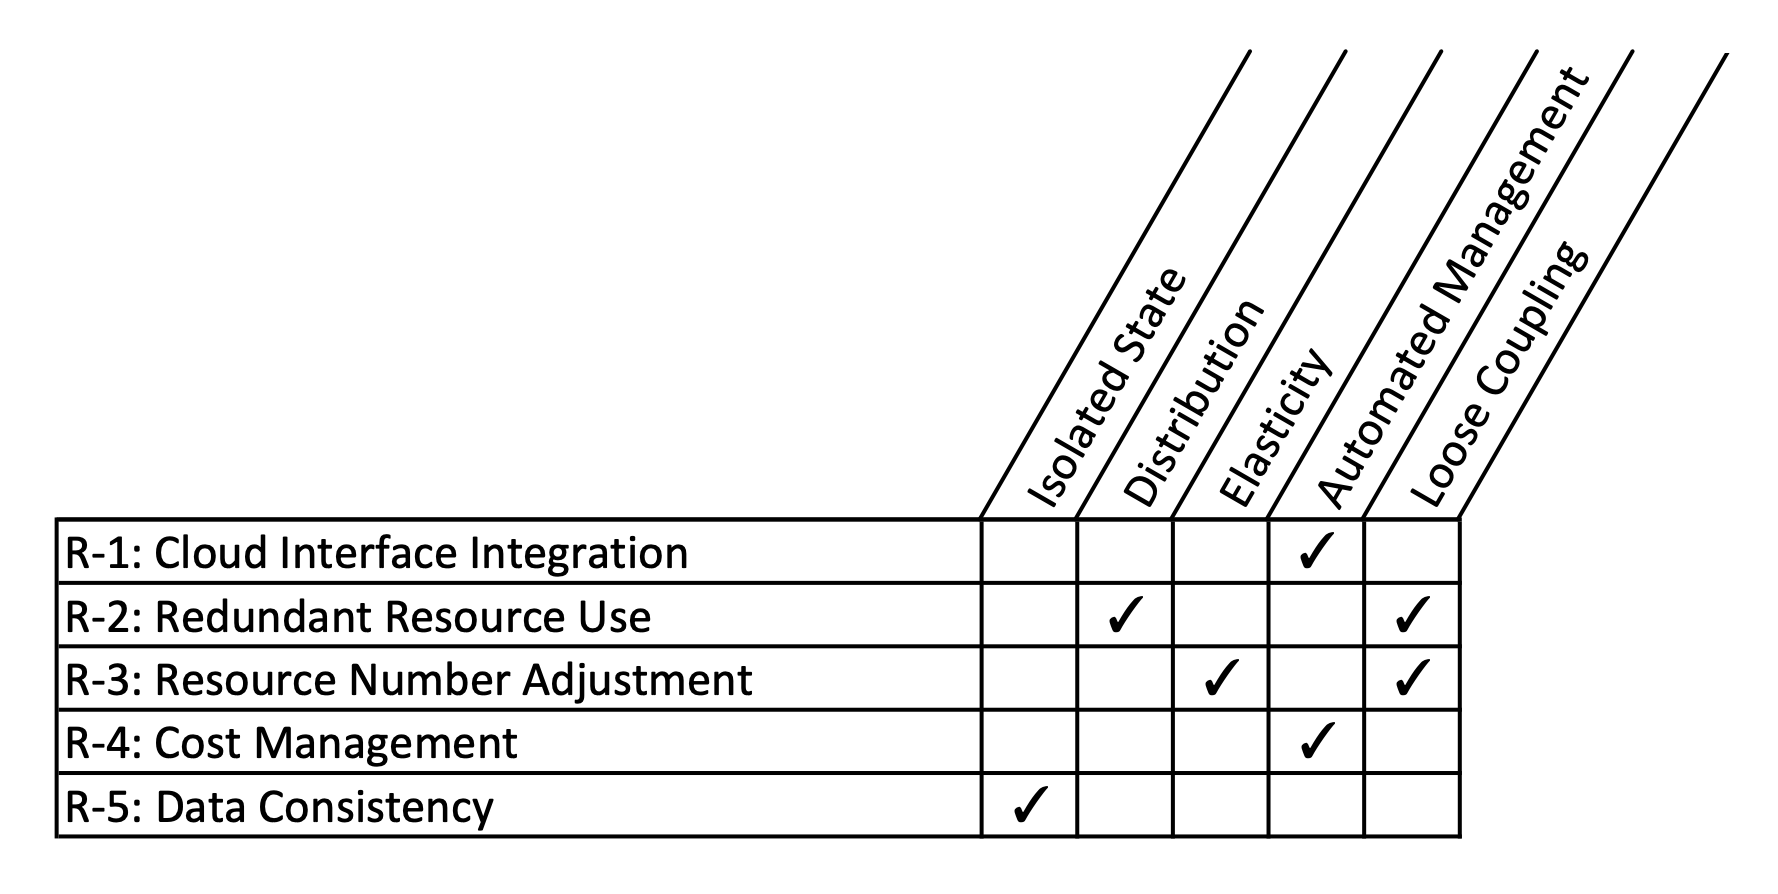 Isolated State
Distribution
Elasticity
Automated Management
Loose Coupling
R-1: Cloud Interface Integration ✓
R-2: Redundant Resource Use ✓ ✓
R-3: Resource Number Adjustment ✓ ✓
R-4: Cost Management ✓
R-5: Data Consistency ✓